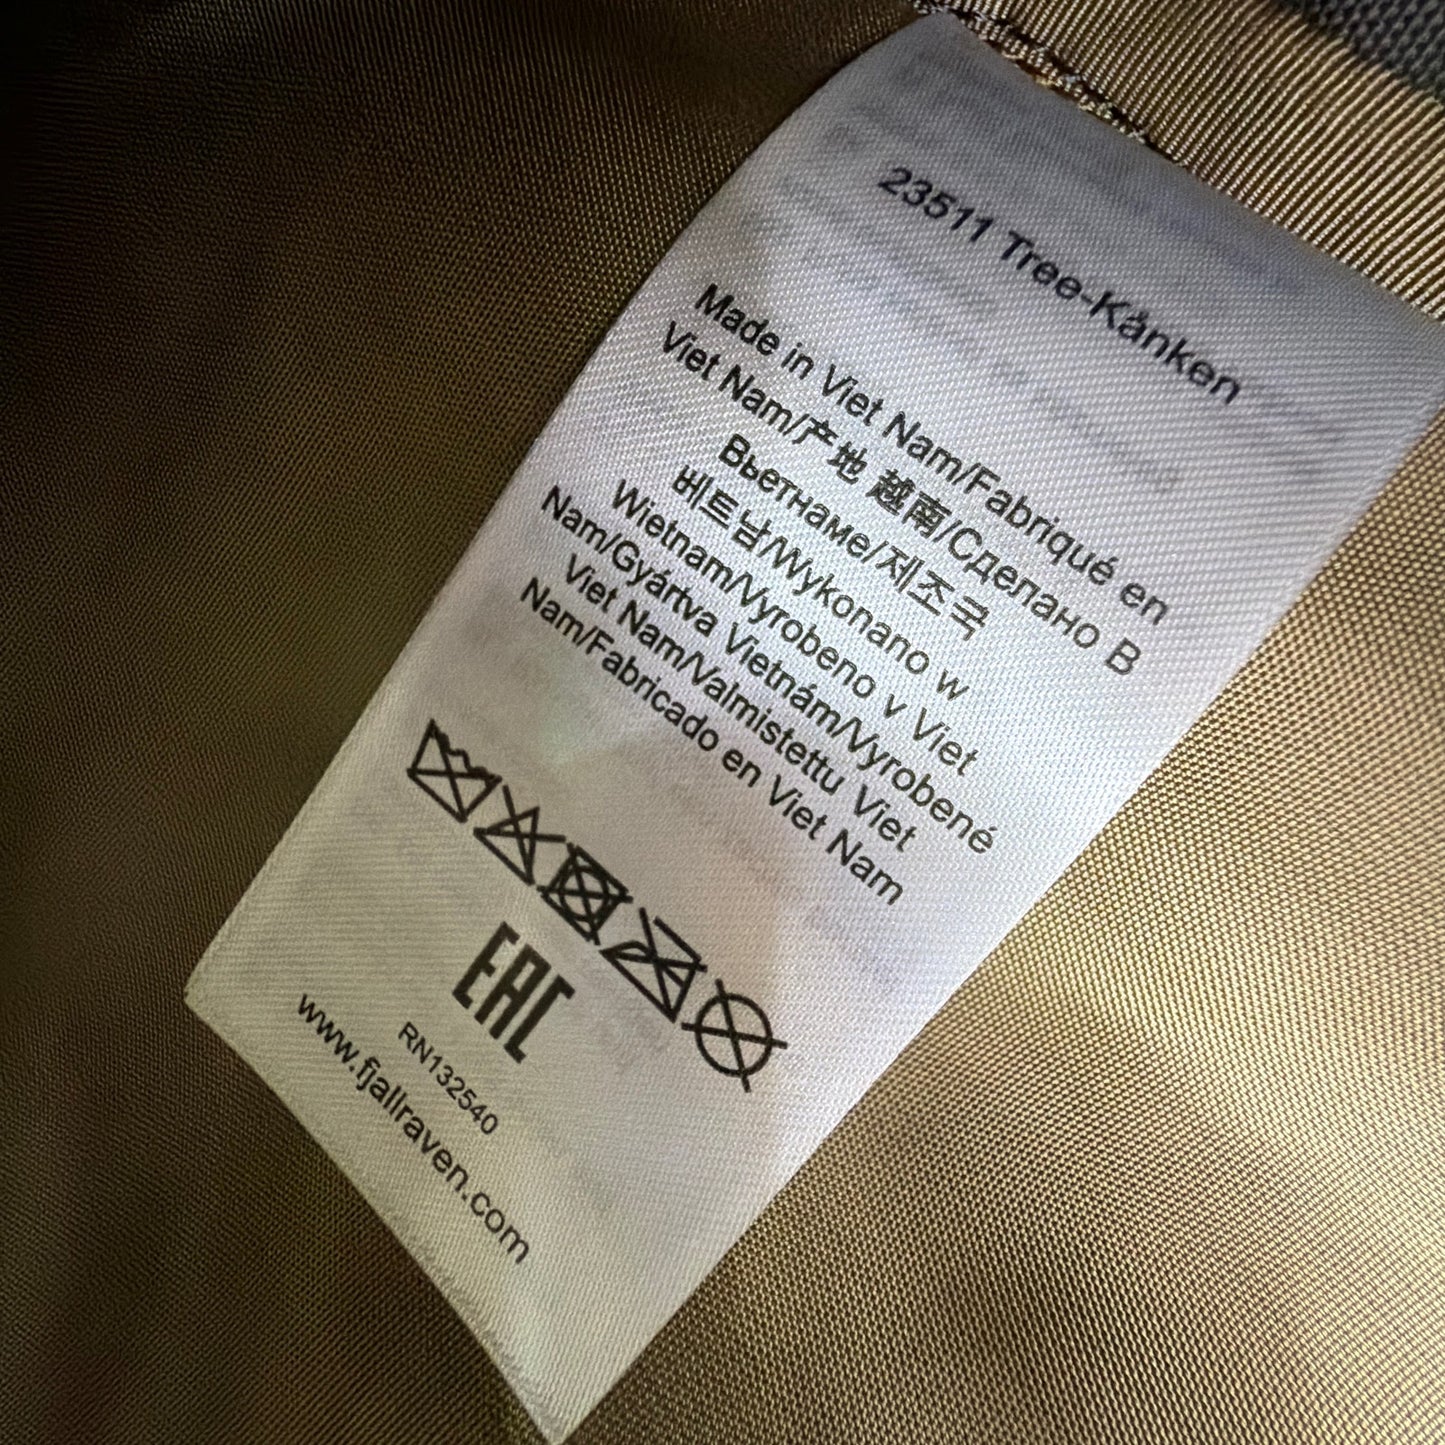 23511 Tree-Kånken
Made in Viet Nam/Fabriqué en
Viet Nam/产地 越南/Сделано В
Вьетнаме/제조국
베트남/Wykonano w
Wietnam/Vyrobeno v Viet
Nam/Gyártva Vietnám/Vyrobené
Viet Nam/Valmistettu Viet
Nam/Fabricado en Viet Nam
EAC
RN132540
www.fjallraven.com